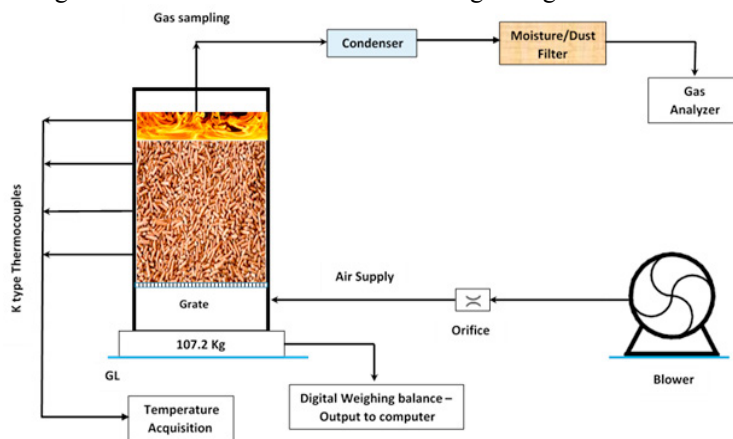 Gas sampling
Condenser
Moisture/Dust
Filter
Gas
Analyzer
K type Thermocouples
Air Supply
Grate
Orifice
107.2 Kg
GL
Blower
Digital Weighing balance –
Output to computer
Temperature
Acquisition